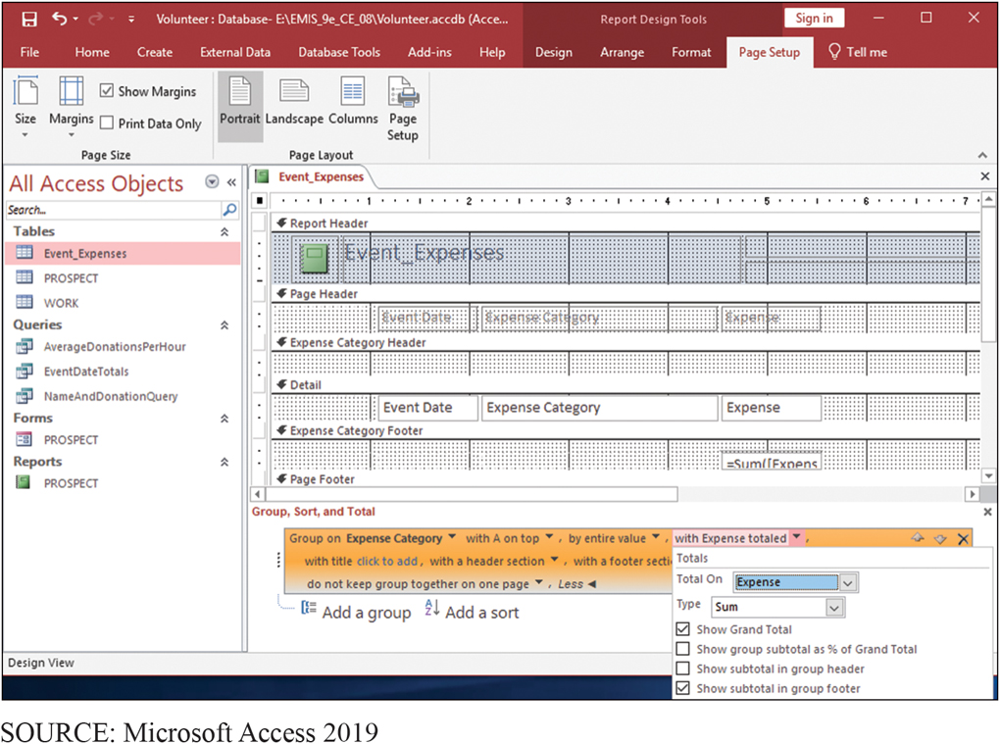 Volunteer : Database- E:\EMIS_9e_CE_08\Volunteer.accdb (Acce...
Report Design Tools
Sign in
File Home Create External Data Database Tools Add-ins Help Design Arrange Format Page Setup Tell me
Size
Margins
Show Margins
Print Data Only
Page Size
Portrait
Landscape
Columns
Page Setup
Page Layout
All Access Objects
Search...
Tables
Event_Expenses
PROSPECT
WORK
Queries
AverageDonationsPerHour
EventDateTotals
NameAndDonationQuery
Forms
PROSPECT
Reports
PROSPECT
Event_Expenses
1 2 3 4 5 6 7
Report Header
Event_Expenses
Page Header
Event Date Expense Category Expense
Expense Category Header
Detail
Event Date Expense Category Expense
Expense Category Footer
=Sum([Expens
Page Footer
Group, Sort, and Total
Group on Expense Category with A on top , by entire value , with Expense totaled ,
with title click to add , with a header section , with a footer secti
do not keep group together on one page , Less
Add a group Add a sort
Totals
Total On Expense
Type Sum
Show Grand Total
Show group subtotal as % of Grand Total
Show subtotal in group header
Show subtotal in group footer
Design View
SOURCE: Microsoft Access 2019